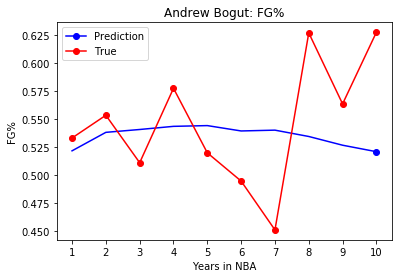 Andrew Bogut: FG%
Prediction
True
0.625
0.600
0.575
0.550
0.525
0.500
0.475
0.450
FG%
1 2 3 4 5 6 7 8 9 10
Years in NBA